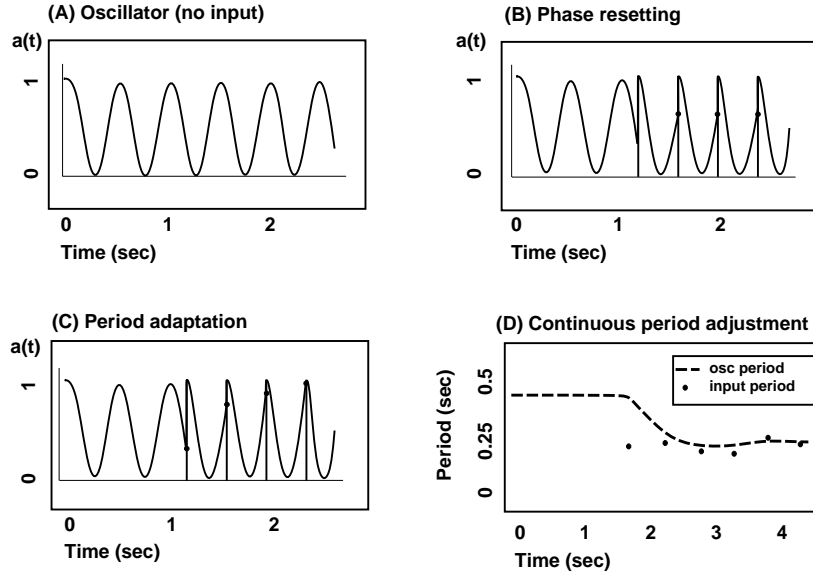 (A) Oscillator (no input)
a(t)
1
0
0 1 2
Time (sec)
(B) Phase resetting
a(t)
1
0
0 1 2
Time (sec)
(C) Period adaptation
a(t)
1
0
0 1 2
Time (sec)
(D) Continuous period adjustment
osc period
input period
Period (sec)
0.5
0.25
0
0 1 2 3 4
Time (sec)